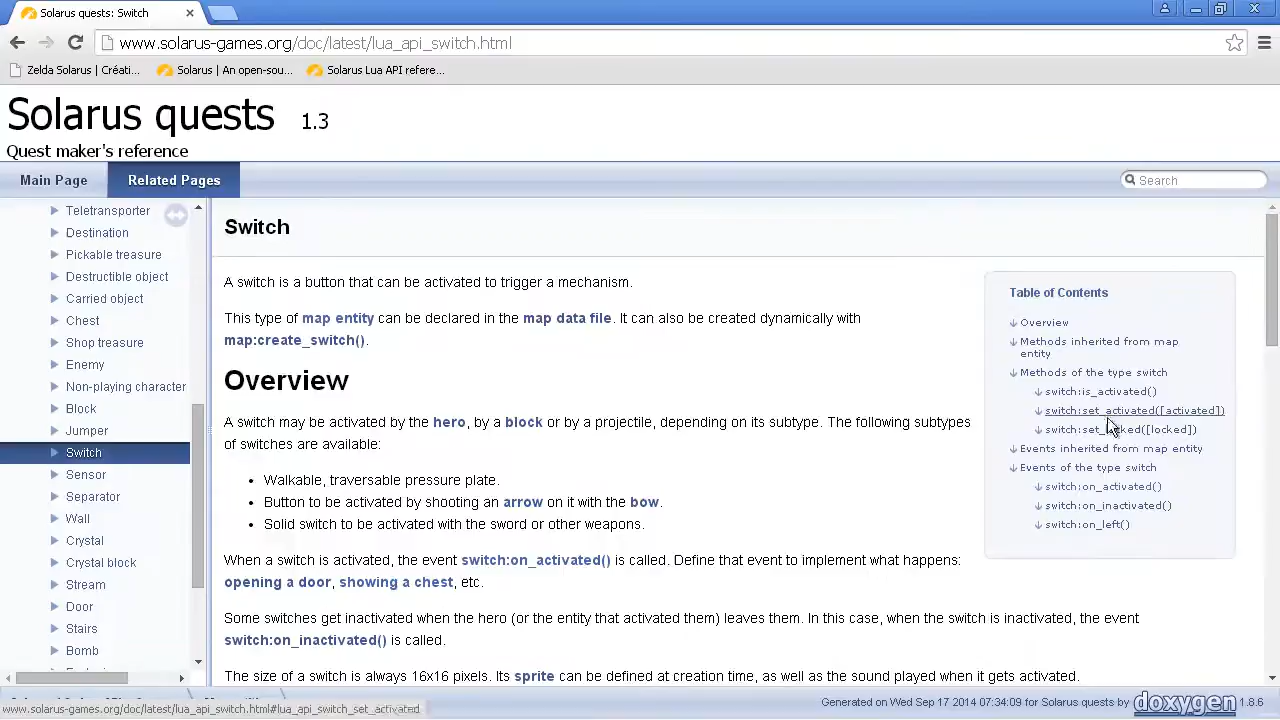 Solarus quests: Switch
www.solarus-games.org/doc/latest/lua_api_switch.html
Zelda Solarus | Créati... Solarus | An open-sou... Solarus Lua API refere...
Solarus quests 1.3
Quest maker's reference
Main Page Related Pages Search
Teletransporter
Destination
Pickable treasure
Destructible object
Carried object
Chest
Shop treasure
Enemy
Non-playing character
Block
Jumper
Switch
Sensor
Separator
Wall
Crystal
Crystal block
Stream
Door
Stairs
Bomb
Switch
A switch is a button that can be activated to trigger a mechanism.
This type of map entity can be declared in the map data file. It can also be created dynamically with
map:create_switch().
Overview
A switch may be activated by the hero, by a block or by a projectile, depending on its subtype. The following subtypes
of switches are available:
• Walkable, traversable pressure plate.
• Button to be activated by shooting an arrow on it with the bow.
• Solid switch to be activated with the sword or other weapons.
When a switch is activated, the event switch:on_activated() is called. Define that event to implement what happens:
opening a door, showing a chest, etc.
Some switches get inactivated when the hero (or the entity that activated them) leaves them. In this case, when the switch is inactivated, the event
switch:on_inactivated() is called.
The size of a switch is always 16x16 pixels. Its sprite can be defined at creation time, as well as the sound played when it gets activated.
Table of Contents
↓ Overview
↓ Methods inherited from map
entity
↓ Methods of the type switch
↓ switch:is_activated()
↓ switch:set_activated([activated])
↓ switch:set_locked([locked])
↓ Events inherited from map entity
↓ Events of the type switch
↓ switch:on_activated()
↓ switch:on_inactivated()
↓ switch:on_left()
www.solarus-games.org/doc/latest/lua_api_switch.html#lua_api_switch_set_activated
Generated on Wed Sep 17 2014 07:34:09 for Solarus quests by doxygen 1.8.6